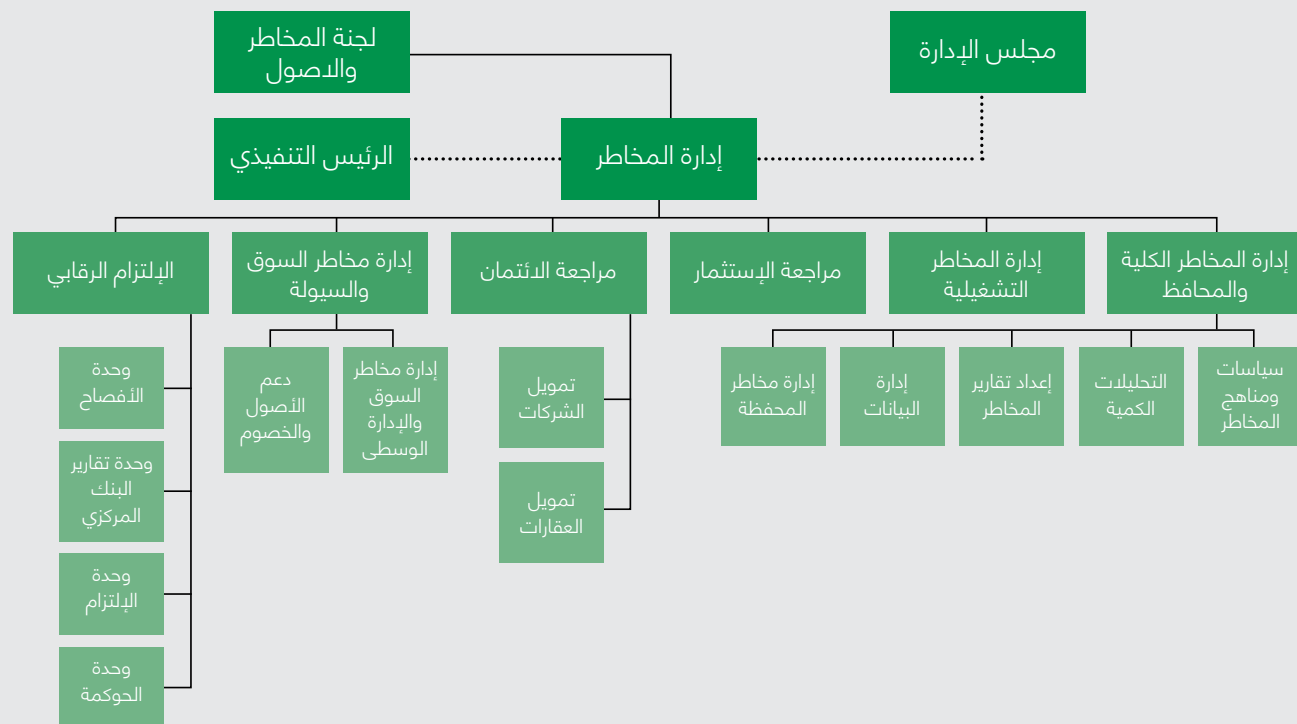 مجلس الإدارة
لجنة المخاطر
والاصول
إدارة المخاطر
الرئيس التنفيذي
إدارة المخاطر الكلية
والمحافظ
إدارة المخاطر
التشغيلية
مراجعة الإستثمار
مراجعة الائتمان
إدارة مخاطر السوق
والسيولة
الإلتزام الرقابي
سياسات
ومناهج
المخاطر
التحليلات
الكمية
إعداد تقارير
المخاطر
إدارة
البيانات
إدارة مخاطر
المحفظة
تمويل
الشركات
تمويل
العقارات
إدارة مخاطر
السوق
والإدارة
الوسطى
دعم
الأصول
والخصوم
وحدة
الأفصاح
وحدة تقارير
البنك
المركزي
وحدة
الإلتزام
وحدة
الحوكمة